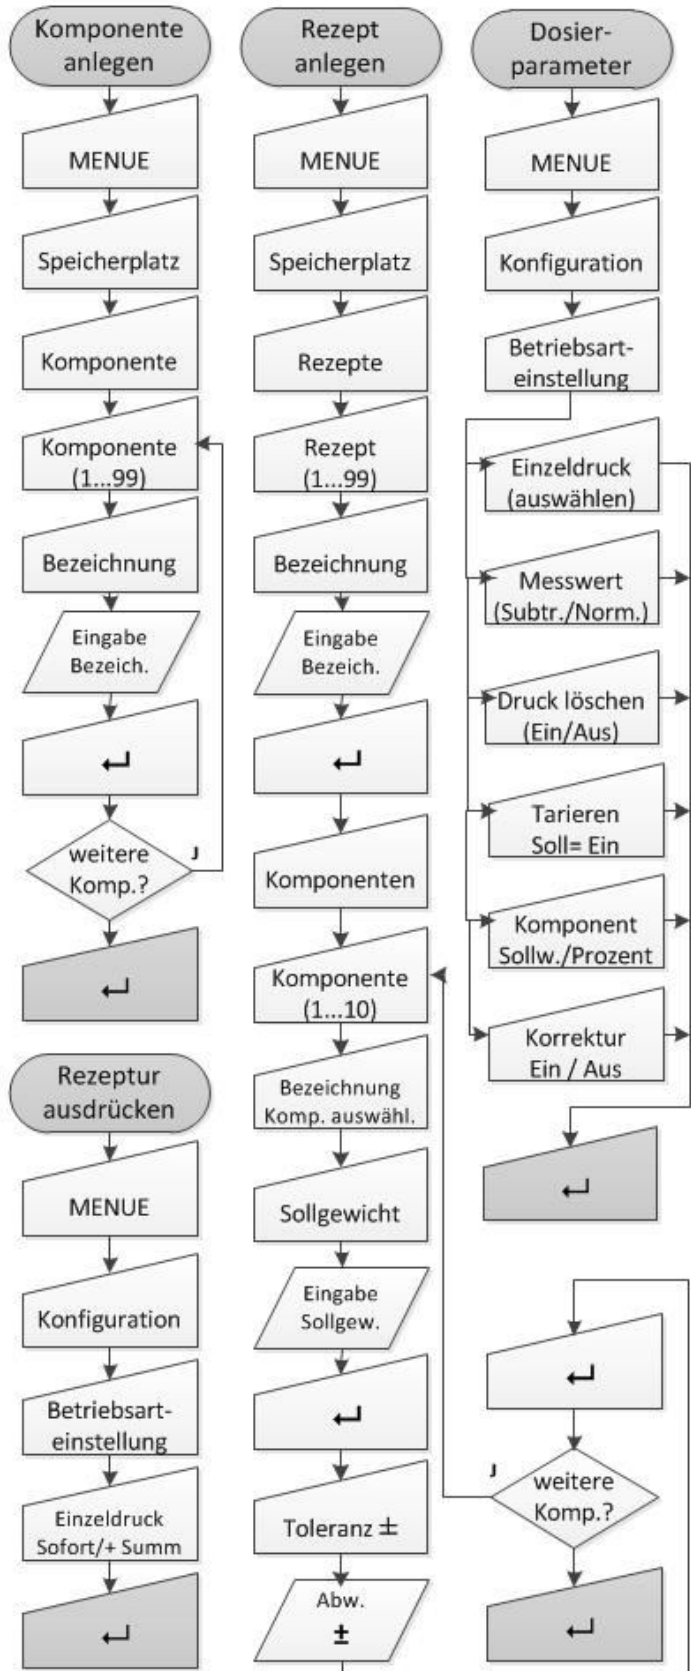 Komponente
anlegen
MENUE
Speicherplatz
Komponente
Komponente
(1...99)
Bezeichnung
Eingabe
Bezeich.
↵
weitere
Komp.?
J
↵
Rezeptur
ausdrücken
MENUE
Konfiguration
Betriebsart-
einstellung
Einzeldruck
Sofort/+ Summ
↵
Rezept
anlegen
MENUE
Speicherplatz
Rezepte
Rezept
(1...99)
Bezeichnung
Eingabe
Bezeich.
↵
Komponenten
Komponente
(1...10)
Bezeichnung
Komp. auswähl.
Sollgewicht
Eingabe
Sollgew.
↵
Toleranz ±
Abw.
±
Dosier-
parameter
MENUE
Konfiguration
Betriebsart-
einstellung
Einzeldruck
(auswählen)
Messwert
(Subtr./Norm.)
Druck löschen
(Ein/Aus)
Tarieren
Soll= Ein
Komponent
Sollw./Prozent
Korrektur
Ein / Aus
↵
↵
J
weitere
Komp.?
↵